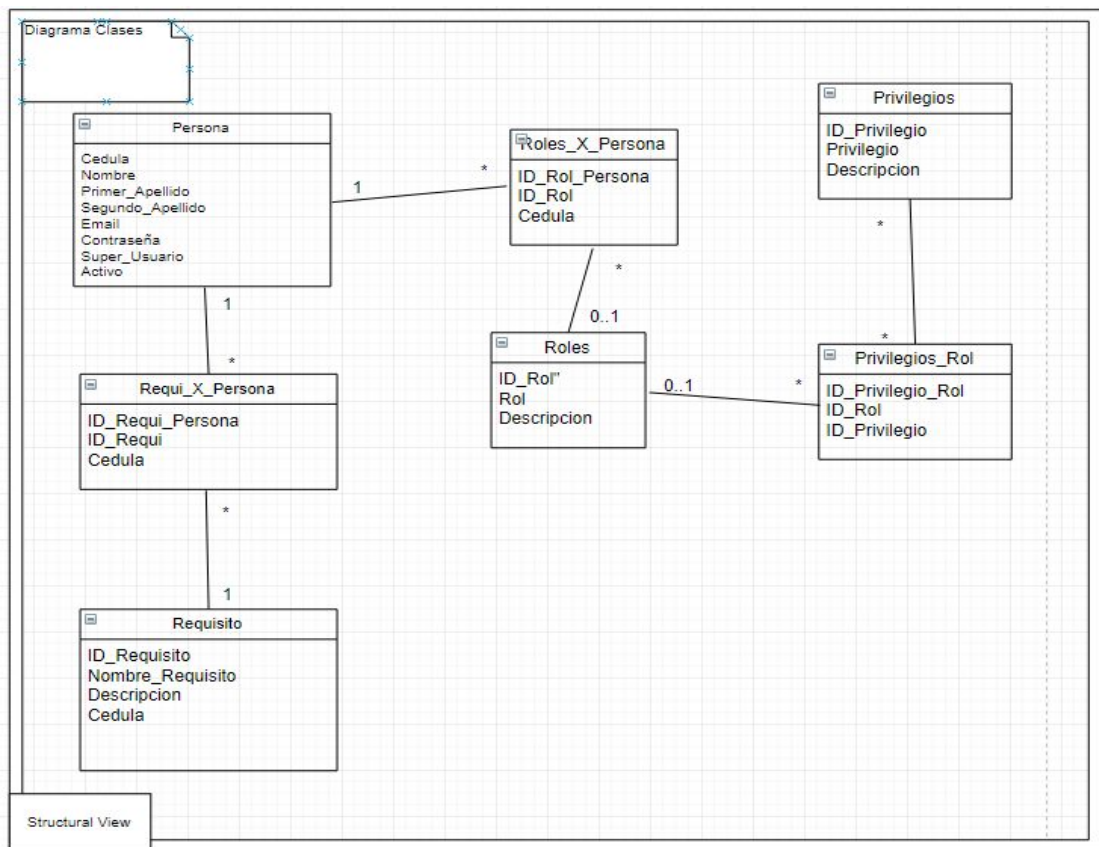 Diagrama Clases
Persona
Cedula
Nombre
Primer_Apellido
Segundo_Apellido
Email
Contraseña
Super_Usuario
Activo
1
*
Roles_X_Persona
ID_Rol_Persona
ID_Rol
Cedula
*
0..1
Roles
ID_Rol"
Rol
Descripcion
0..1
*
Privilegios
ID_Privilegio
Privilegio
Descripcion
*
*
Privilegios_Rol
ID_Privilegio_Rol
ID_Rol
ID_Privilegio
1
*
Requi_X_Persona
ID_Requi_Persona
ID_Requi
Cedula
*
1
Requisito
ID_Requisito
Nombre_Requisito
Descripcion
Cedula
Structural View